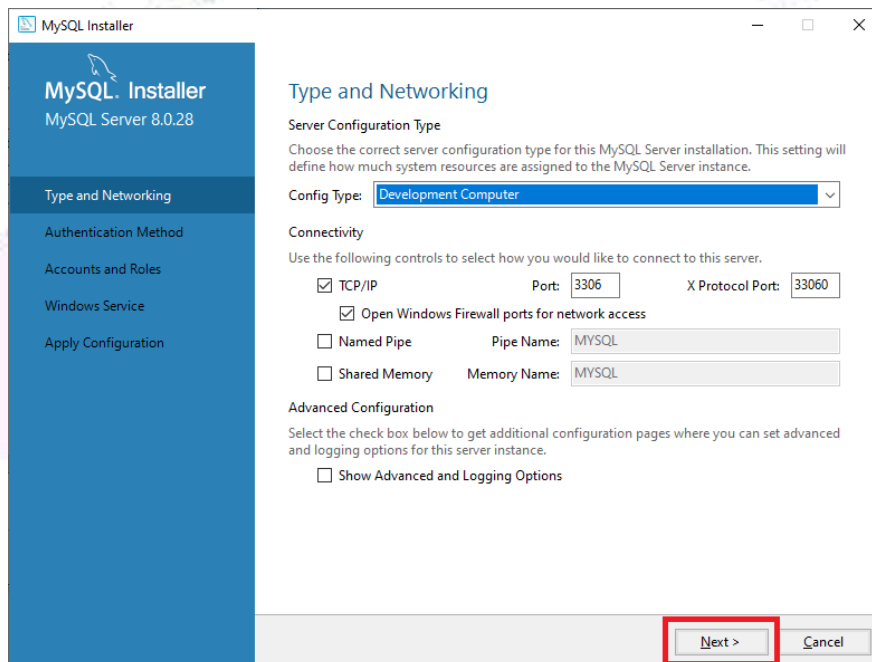 MySQL Installer
MySQL. Installer
MySQL Server 8.0.28
Type and Networking
Authentication Method
Accounts and Roles
Windows Service
Apply Configuration
Type and Networking
Server Configuration Type
Choose the correct server configuration type for this MySQL Server installation. This setting will
define how much system resources are assigned to the MySQL Server instance.
Config Type: Development Computer
Connectivity
Use the following controls to select how you would like to connect to this server.
TCP/IP Port: 3306 X Protocol Port: 33060
Open Windows Firewall ports for network access
Named Pipe Pipe Name: MYSQL
Shared Memory Memory Name: MYSQL
Advanced Configuration
Select the check box below to get additional configuration pages where you can set advanced
and logging options for this server instance.
Show Advanced and Logging Options
Next > Cancel